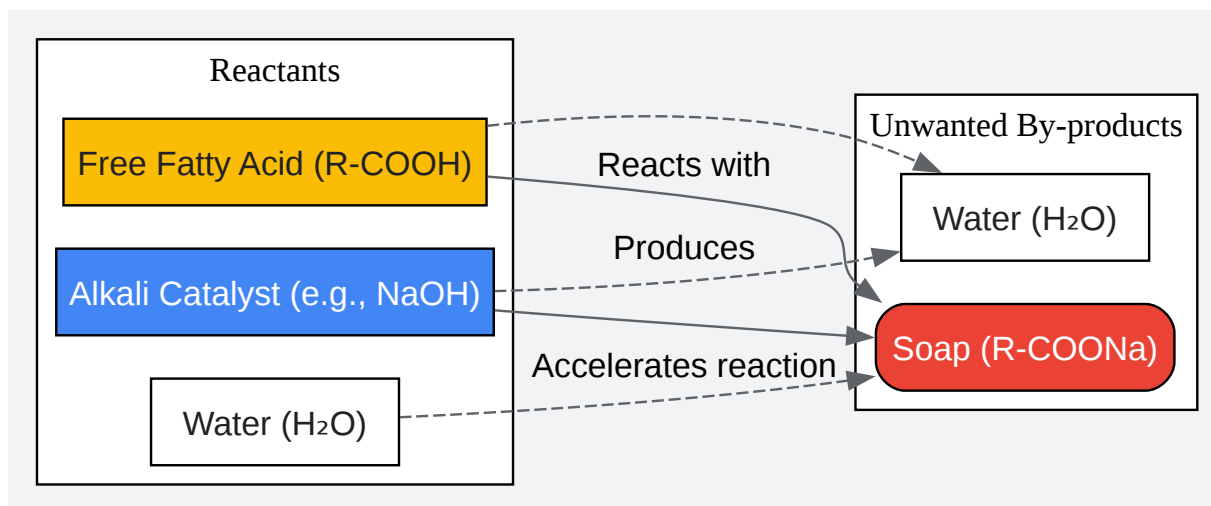 Reactants
Free Fatty Acid (R-COOH)
Alkali Catalyst (e.g., NaOH)
Water (H₂O)
Reacts with
Produces
Accelerates reaction
Unwanted By-products
Water (H₂O)
Soap (R-COONa)